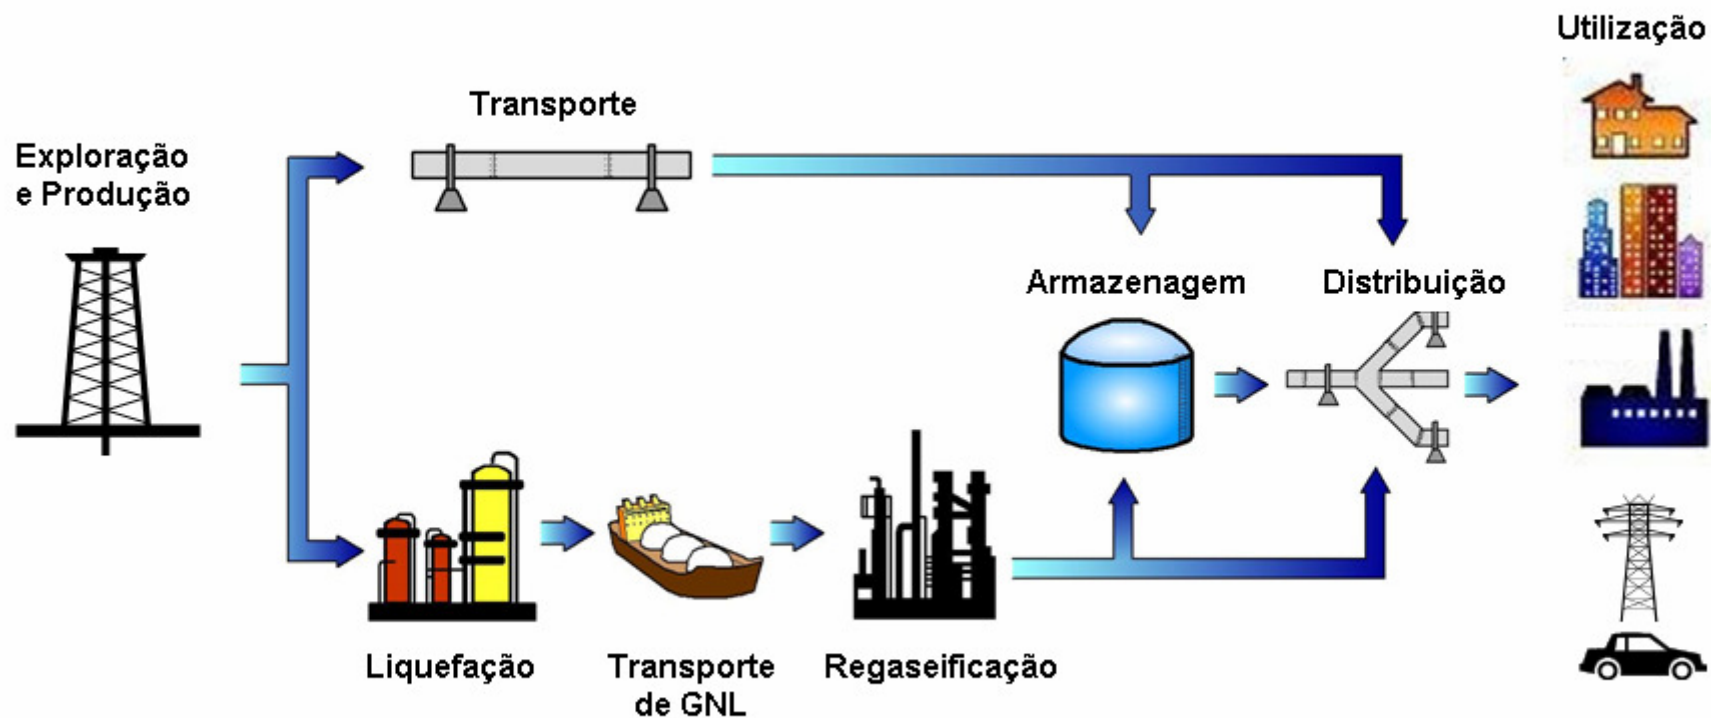 Utilização
Transporte
Exploração
e Produção
Armazenagem
Distribuição
Liquefação
Transporte
de GNL
Regaseificação